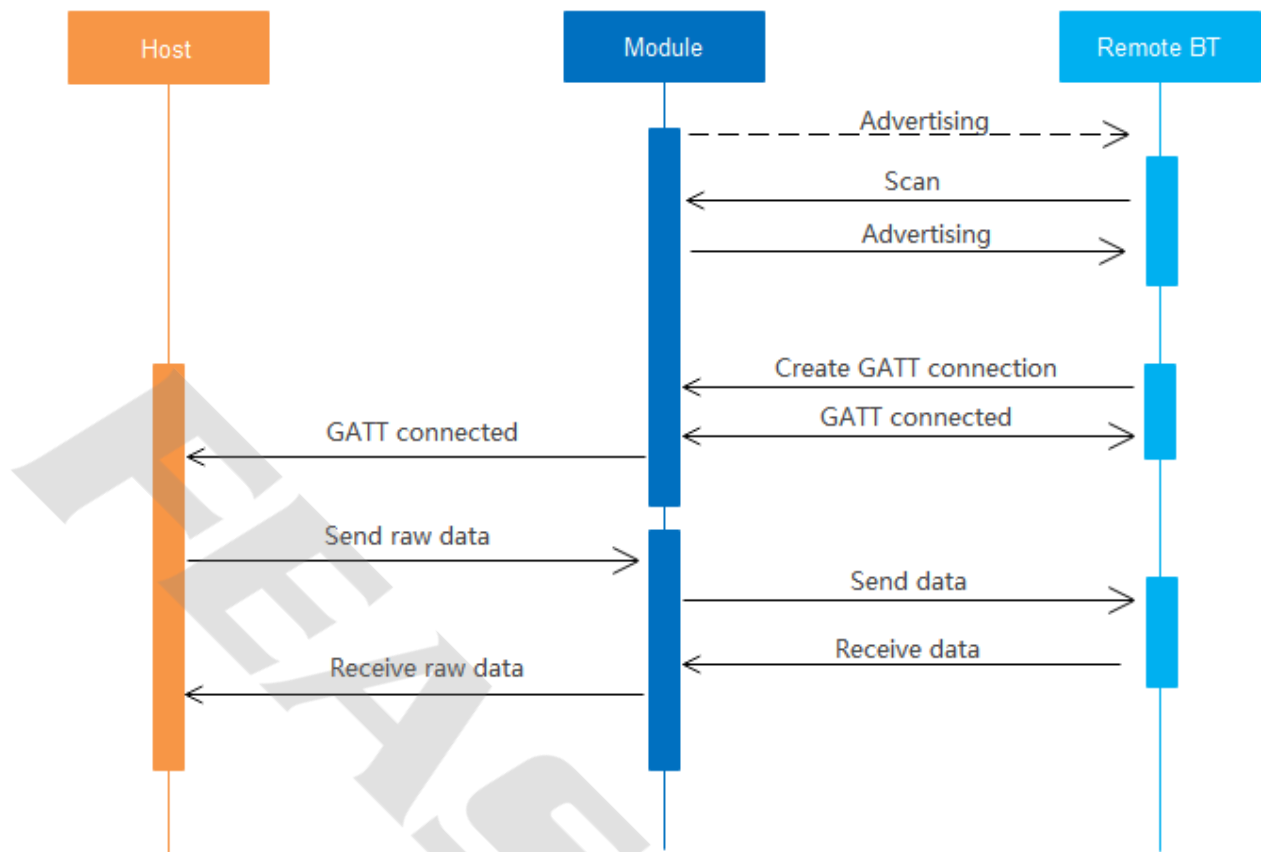 Host
Module
Remote BT
Advertising
Scan
Advertising
Create GATT connection
GATT connected
GATT connected
Send raw data
Send data
Receive data
Receive raw data
FEAS